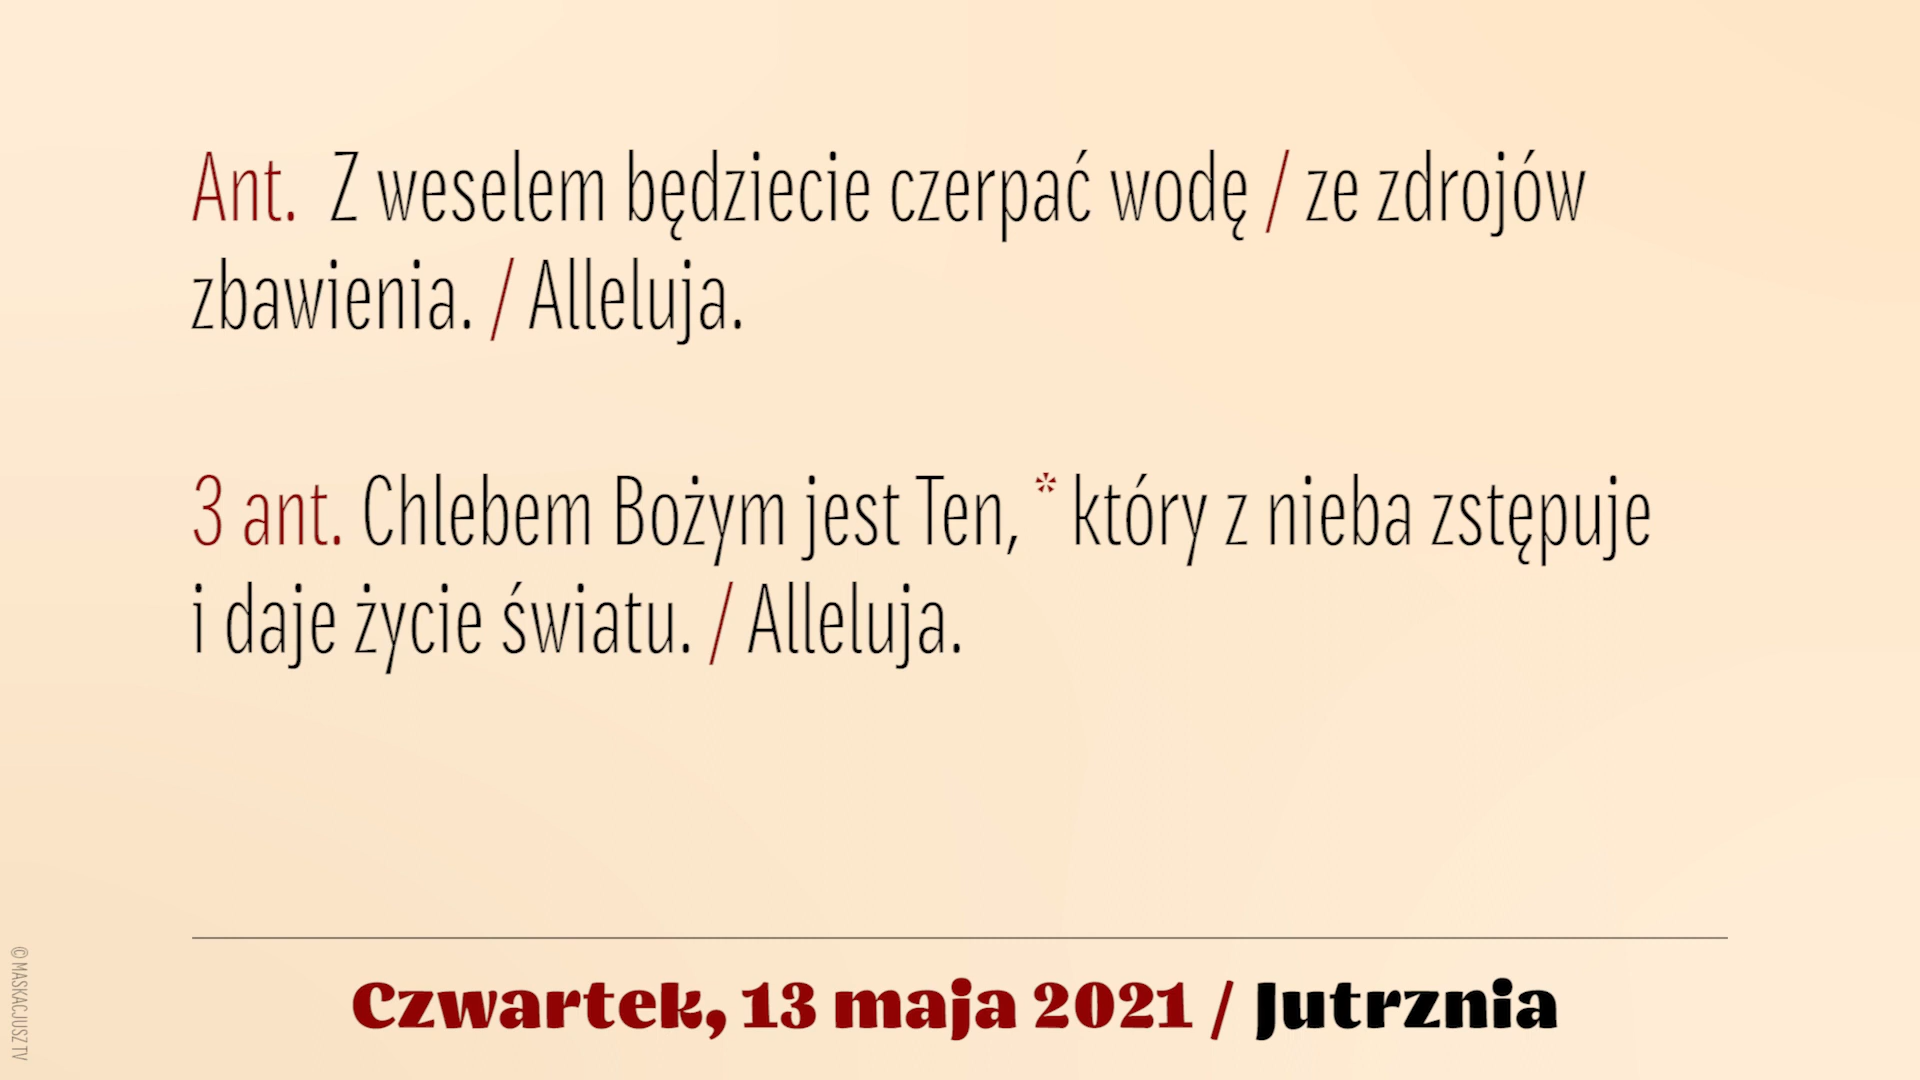 Ant. Z weselem będziecie czerpać wodę / ze zdrojów
zbawienia. / Alleluja.
3 ant. Chlebem Bożym jest Ten, * który z nieba zstępuje
i daje życie światu. / Alleluja.
Czwartek, 13 maja 2021 / Jutrznia
© MASKACJUSZ TV